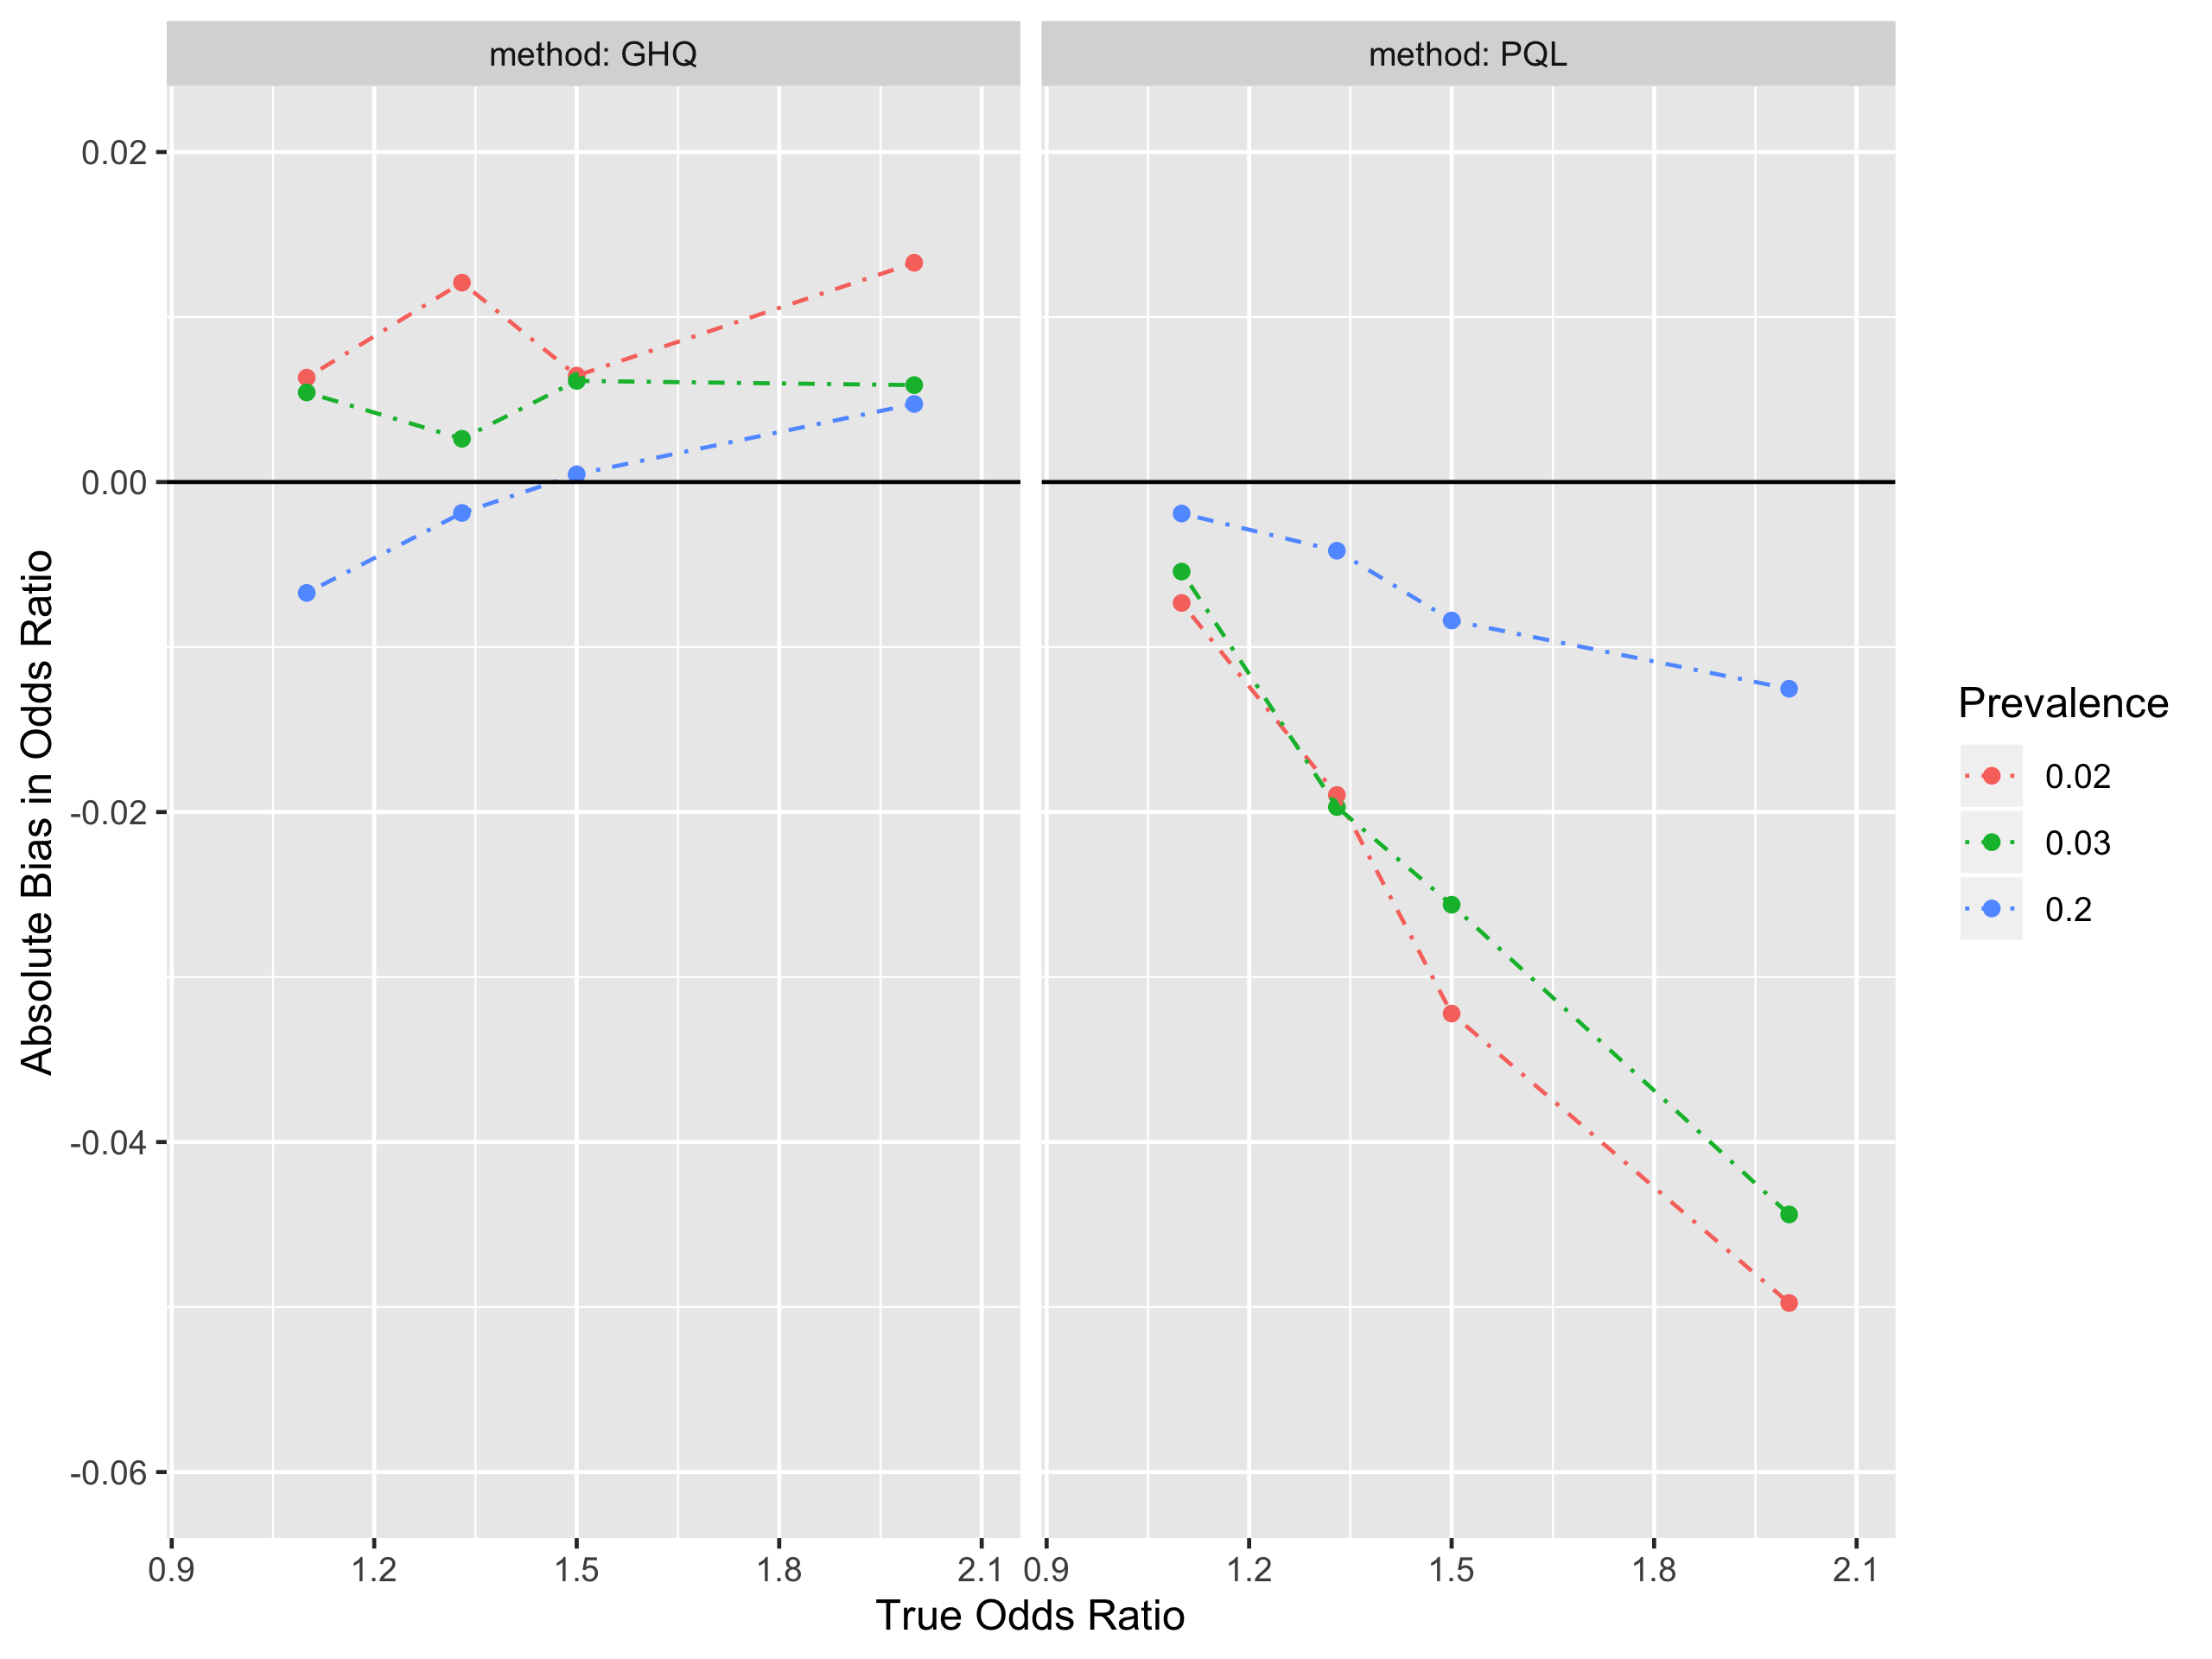 method: GHQ
method: PQL
0.02
0.00
-0.02
-0.04
-0.06
Absolute Bias in Odds Ratio
0.9 1.2 1.5 1.8 2.1
0.9 1.2 1.5 1.8 2.1
True Odds Ratio
Prevalence
0.02
0.03
0.2